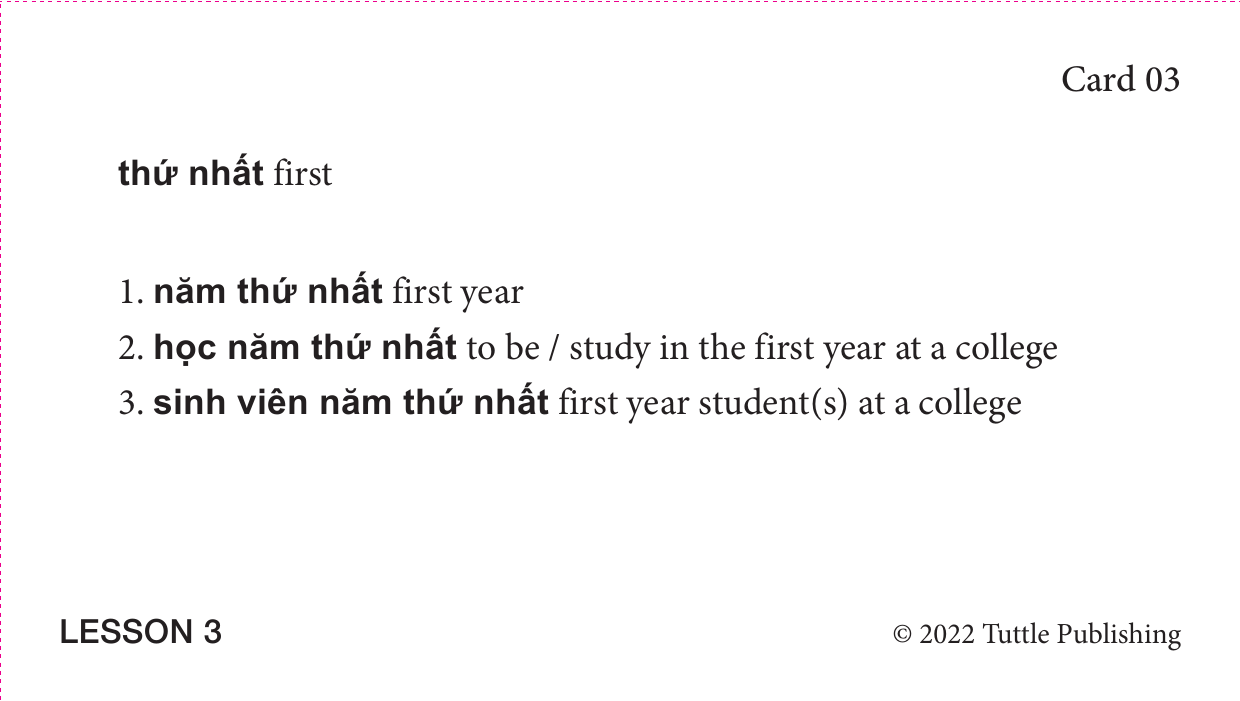 Card 03
thứ nhất first
1. năm thứ nhất first year
2. học năm thứ nhất to be / study in the first year at a college
3. sinh viên năm thứ nhất first year student(s) at a college
LESSON 3
© 2022 Tuttle Publishing